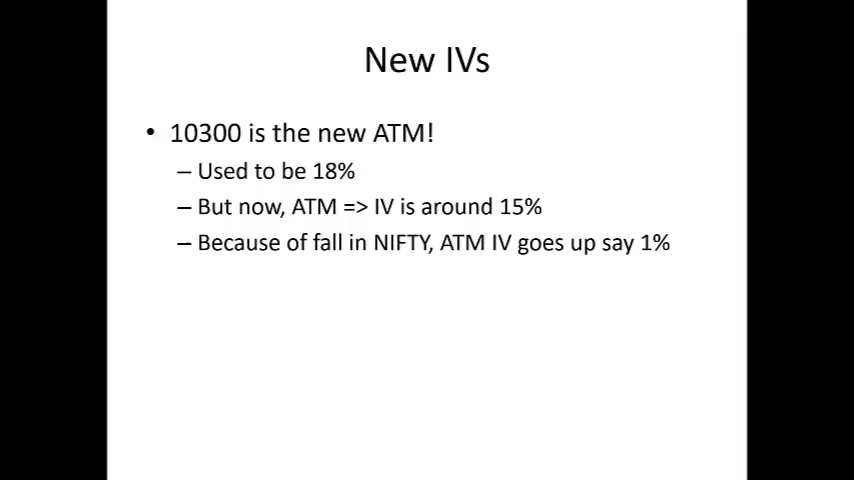 New IVs
• 10300 is the new ATM!
– Used to be 18%
– But now, ATM => IV is around 15%
– Because of fall in NIFTY, ATM IV goes up say 1%